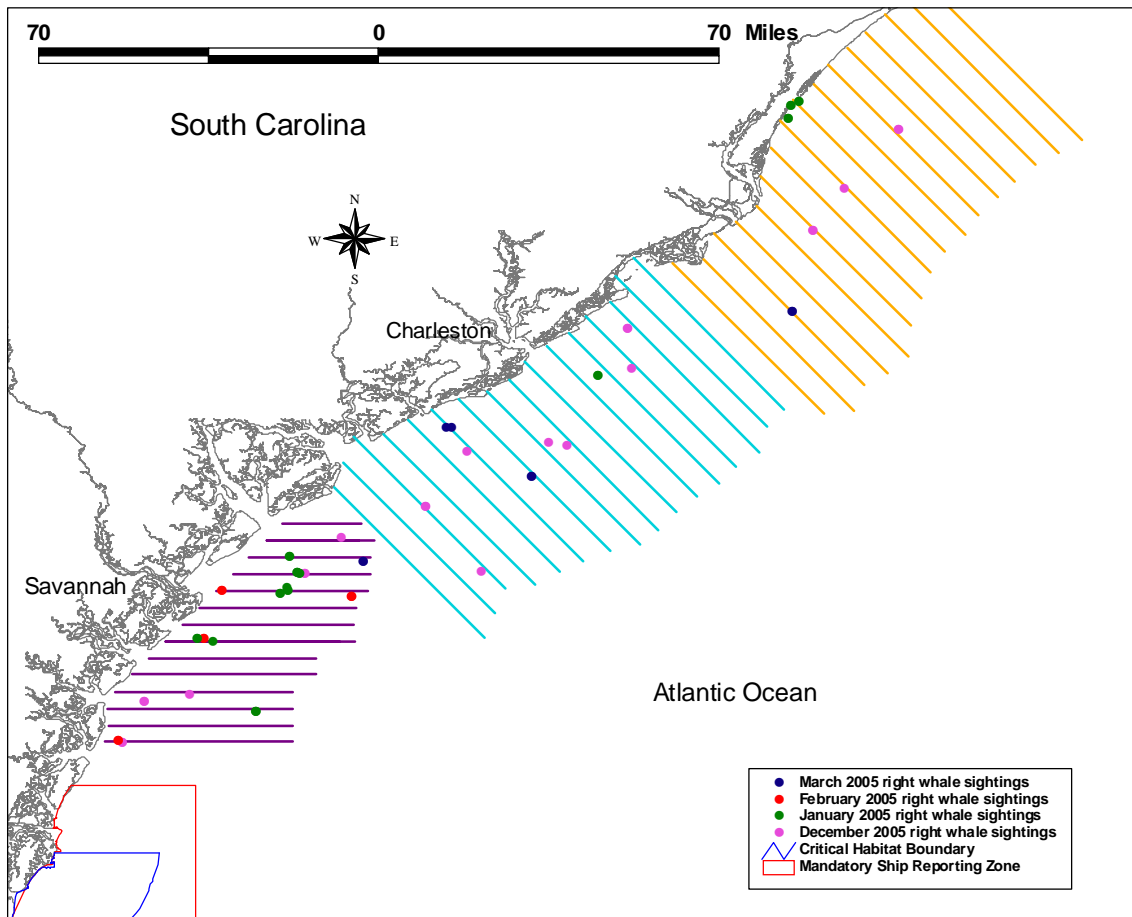 70 0 70 Miles
South Carolina
N
W E
S
Charleston
Savannah
Atlantic Ocean
March 2005 right whale sightings
February 2005 right whale sightings
January 2005 right whale sightings
December 2005 right whale sightings
Critical Habitat Boundary
Mandatory Ship Reporting Zone